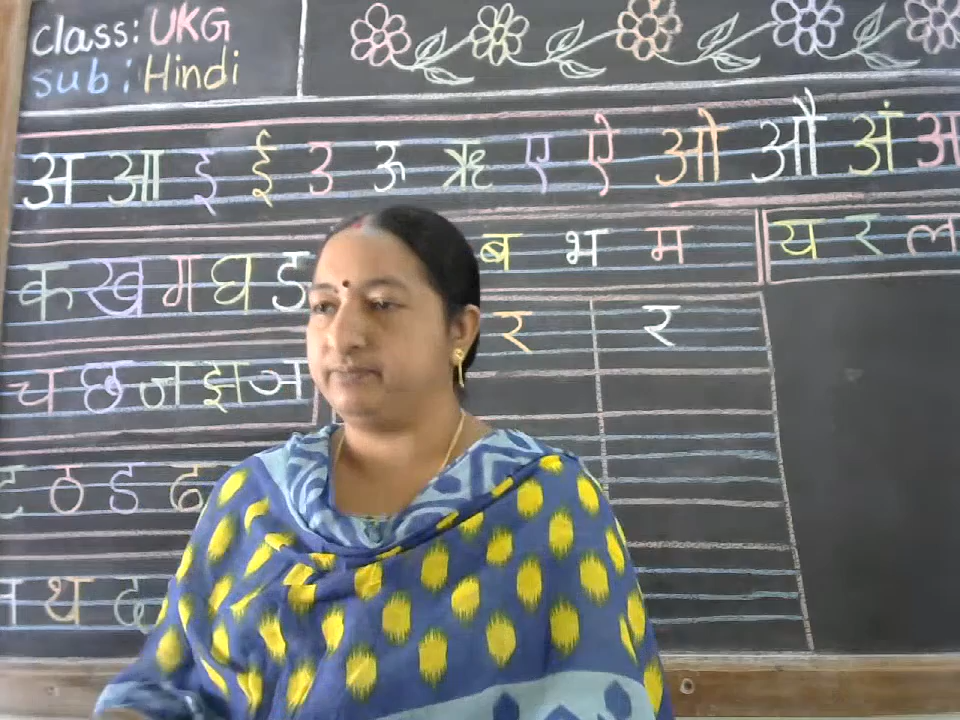 class: UKG
sub : Hindi
अ आ इ ई उ ऊ ऋ ए ऐ ओ औ अं अ
क ख ग घ ङ ब भ म य र ल
र र
च छ ज झ ञ
ट ठ ड ढ
त थ द